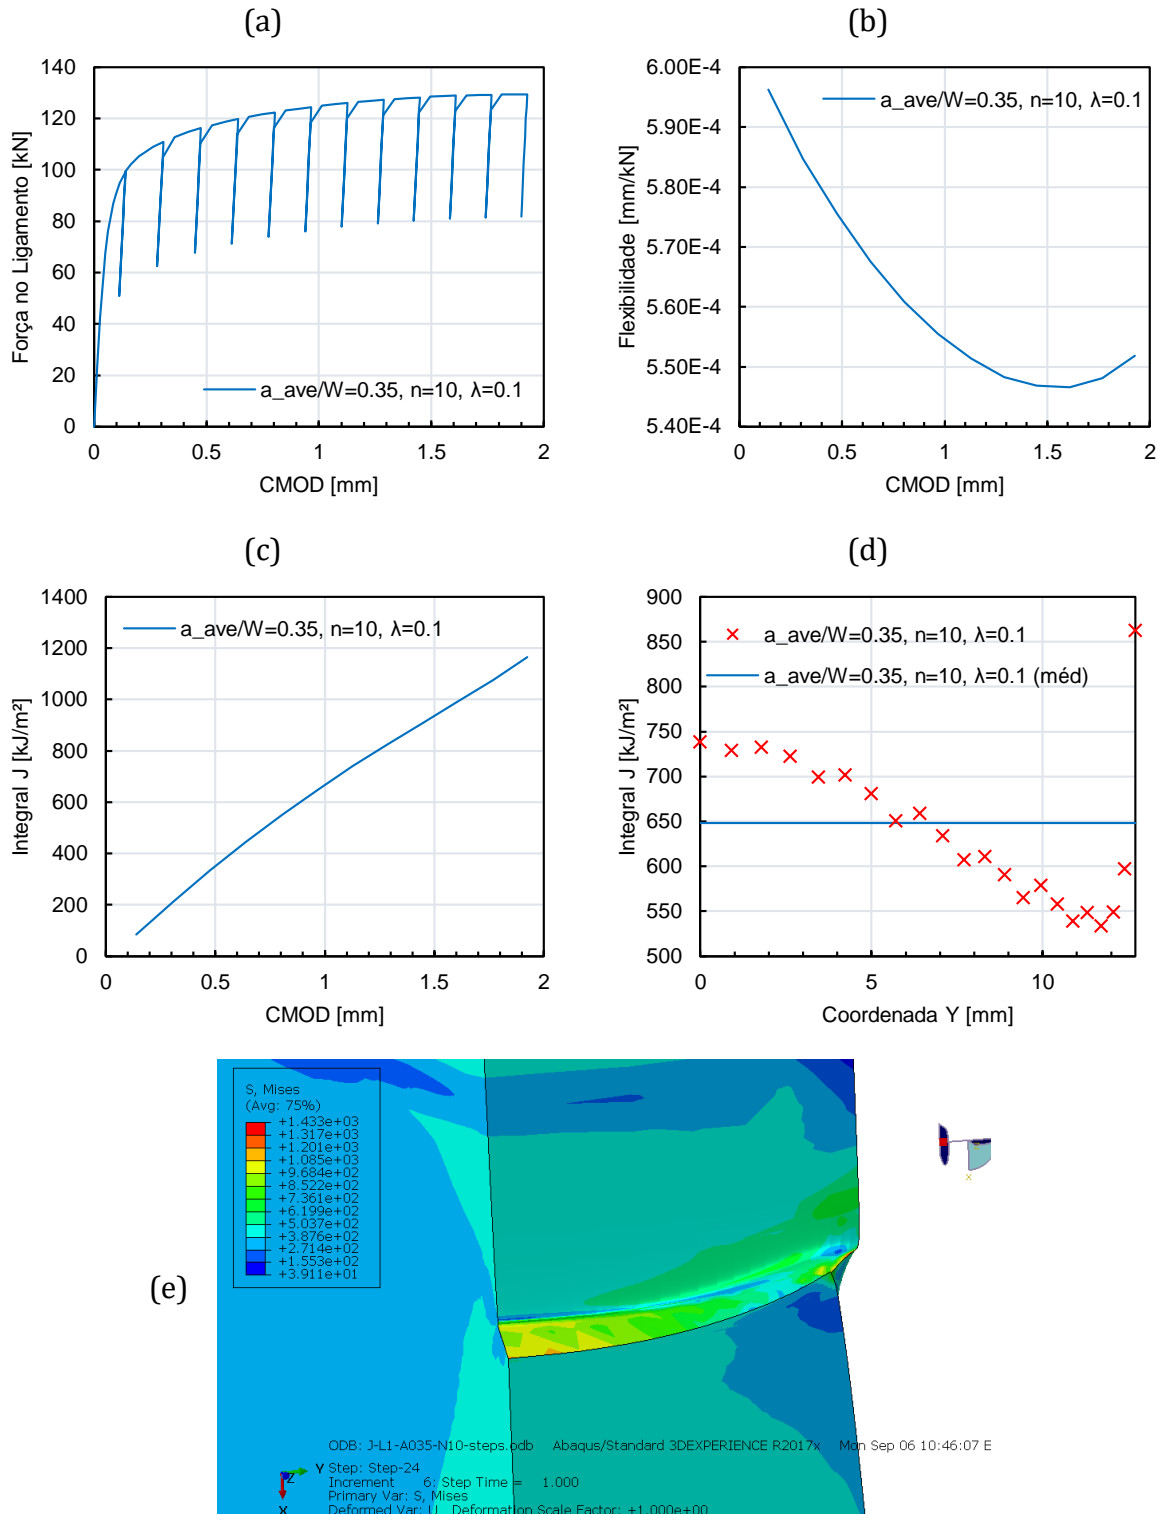 (a)
Força no Ligamento [kN]
140
120
100
80
60
40
20
0
a_ave/W=0.35, n=10, λ=0.1
0 0.5 1 1.5 2
CMOD [mm]
(b)
Flexibilidade [mm/kN]
6.00E-4
5.90E-4
5.80E-4
5.70E-4
5.60E-4
5.50E-4
5.40E-4
a_ave/W=0.35, n=10, λ=0.1
0 0.5 1 1.5 2
CMOD [mm]
(c)
Integral J [kJ/m²]
1400
1200
1000
800
600
400
200
0
a_ave/W=0.35, n=10, λ=0.1
0 0.5 1 1.5 2
CMOD [mm]
(d)
Integral J [kJ/m²]
900
850
800
750
700
650
600
550
500
a_ave/W=0.35, n=10, λ=0.1
a_ave/W=0.35, n=10, λ=0.1 (méd)
0 5 10
Coordenada Y [mm]
(e)
S, Mises
(Avg: 75%)
+1.433e+03
+1.317e+03
+1.201e+03
+1.085e+03
+9.684e+02
+8.522e+02
+7.361e+02
+6.199e+02
+5.037e+02
+3.876e+02
+2.714e+02
+1.553e+02
+3.911e+01
X
ODB: J-L1-A035-N10-steps.odb Abaqus/Standard 3DEXPERIENCE R2017x Mon Sep 06 10:46:07 E
Y Step: Step-24
Z
Increment 6: Step Time = 1.000
Primary Var: S, Mises
X Deformed Var: U Deformation Scale Factor: +1.000e+00